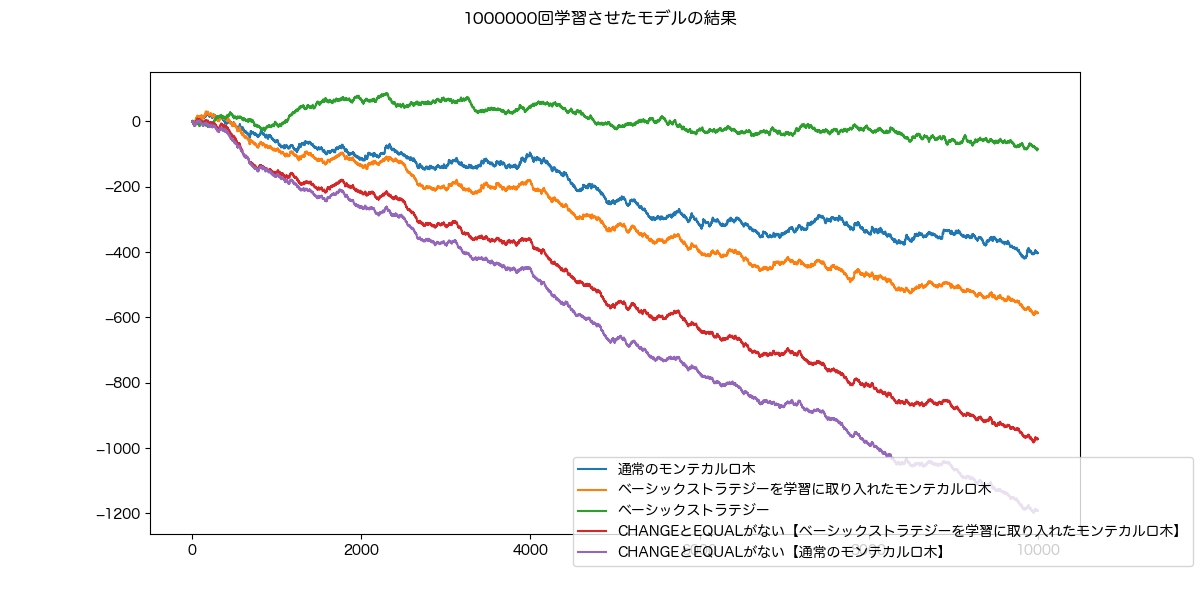 1000000回学習させたモデルの結果
0
−200
−400
−600
−800
−1000
−1200
0
2000
4000
6000
8000
10000
通常のモンテカルロ木
ベーシックストラテジーを学習に取り入れたモンテカルロ木
ベーシックストラテジー
CHANGEとEQUALがない【ベーシックストラテジーを学習に取り入れたモンテカルロ木】
CHANGEとEQUALがない【通常のモンテカルロ木】